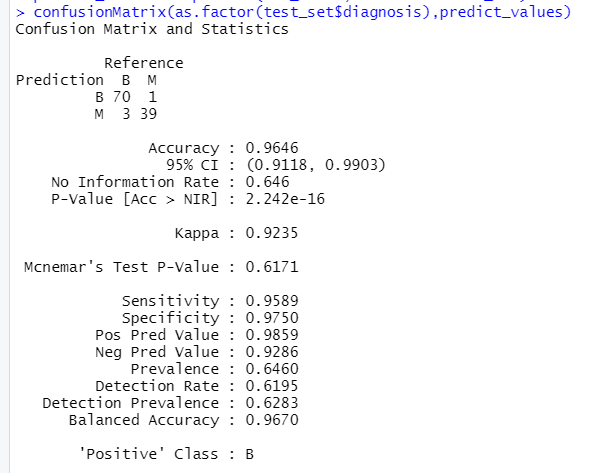 > confusionMatrix(as.factor(test_set$diagnosis),predict_values)
Confusion Matrix and Statistics
Reference
Prediction B M
B 70 1
M 3 39
Accuracy : 0.9646
95% CI : (0.9118, 0.9903)
No Information Rate : 0.646
P-Value [Acc > NIR] : 2.242e-16
Kappa : 0.9235
Mcnemar's Test P-Value : 0.6171
Sensitivity : 0.9589
Specificity : 0.9750
Pos Pred Value : 0.9859
Neg Pred Value : 0.9286
Prevalence : 0.6460
Detection Rate : 0.6195
Detection Prevalence : 0.6283
Balanced Accuracy : 0.9670
'Positive' Class : B